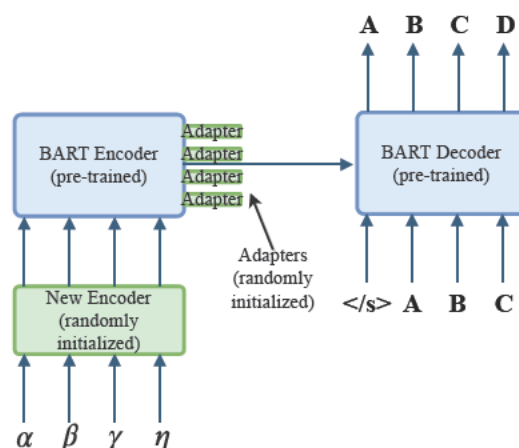 A B C D
BART Encoder
(pre-trained)
Adapter
Adapter
Adapter
Adapter
BART Decoder
(pre-trained)
Adapters
(randomly
initialized)
</s> A B C
New Encoder
(randomly
initialized)
α β γ η